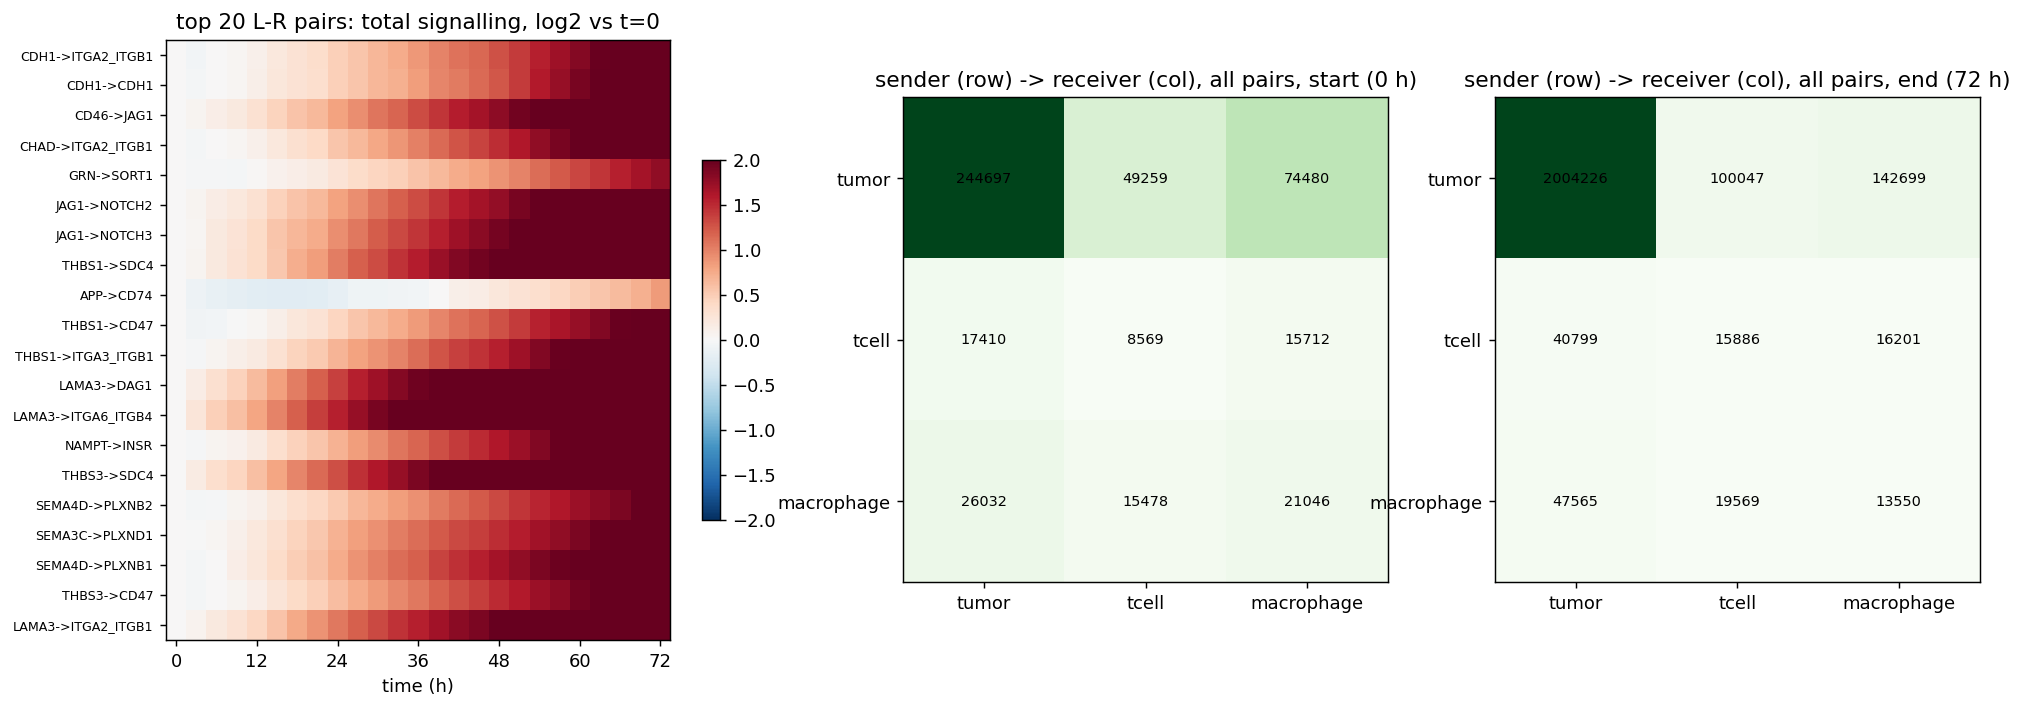 top 20 L-R pairs: total signalling, log2 vs t=0
CDH1->ITGA2_ITGB1
CDH1->CDH1
CD46->JAG1
CHAD->ITGA2_ITGB1
GRN->SORT1
JAG1->NOTCH2
JAG1->NOTCH3
THBS1->SDC4
APP->CD74
THBS1->CD47
THBS1->ITGA3_ITGB1
LAMA3->DAG1
LAMA3->ITGA6_ITGB4
NAMPT->INSR
THBS3->SDC4
SEMA4D->PLXNB2
SEMA3C->PLXND1
SEMA4D->PLXNB1
THBS3->CD47
LAMA3->ITGA2_ITGB1
0 12 24 36 48 60 72
time (h)
2.0
1.5
1.0
0.5
0.0
−0.5
−1.0
−1.5
−2.0
sender (row) -> receiver (col), all pairs, start (0 h)
tumor 244697 49259 74480
tcell 17410 8569 15712
macrophage 26032 15478 21046
tumor tcell macrophage
sender (row) -> receiver (col), all pairs, end (72 h)
tumor 2004226 100047 142699
tcell 40799 15886 16201
macrophage 47565 19569 13550
tumor tcell macrophage